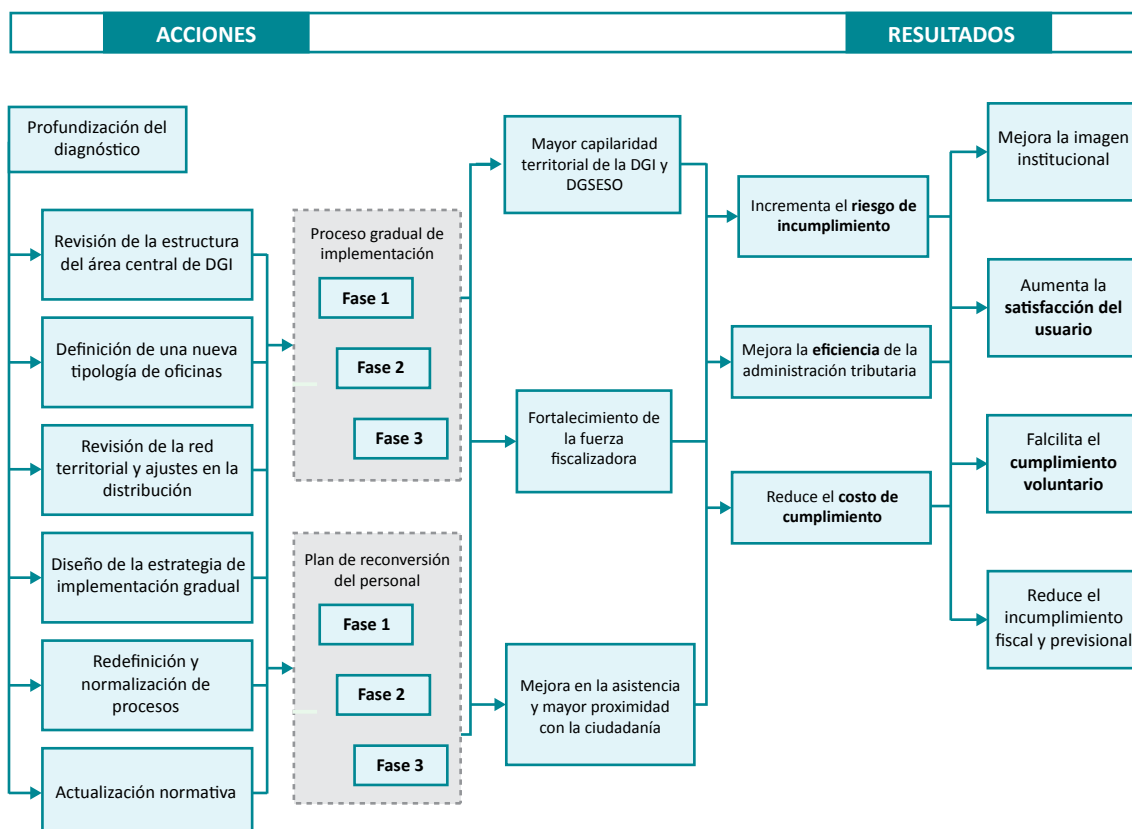 ACCIONES
RESULTADOS
Profundización del
diagnóstico
Revisión de la estructura
del área central de DGI
Definición de una nueva
tipología de oficinas
Revisión de la red
territorial y ajustes en la
distribución
Diseño de la estrategia de
implementación gradual
Redefinición y
normalización de
procesos
Actualización normativa
Proceso gradual de
implementación
Fase 1
Fase 2
Fase 3
Plan de reconversión
del personal
Fase 1
Fase 2
Fase 3
Mayor capilaridad
territorial de la DGI y
DGSESO
Fortalecimiento de
la fuerza
fiscalizadora
Mejora en la asistencia
y mayor proximidad
con la ciudadanía
Incrementa el riesgo de
incumplimiento
Mejora la eficiencia de la
administración tributaria
Reduce el costo de
cumplimiento
Mejora la imagen
institucional
Aumenta la
satisfacción del
usuario
Falcilita el
cumplimiento
voluntario
Reduce el
incumplimiento
fiscal y previsional